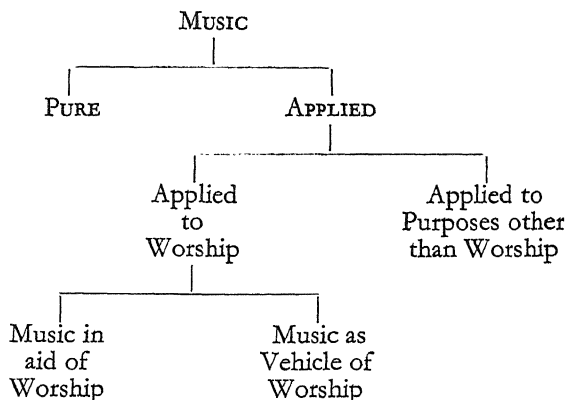 MUSIC
PURE
APPLIED
Applied
to
Worship
Applied to
Purposes other
than Worship
Music in
aid of
Worship
Music as
Vehicle of
Worship